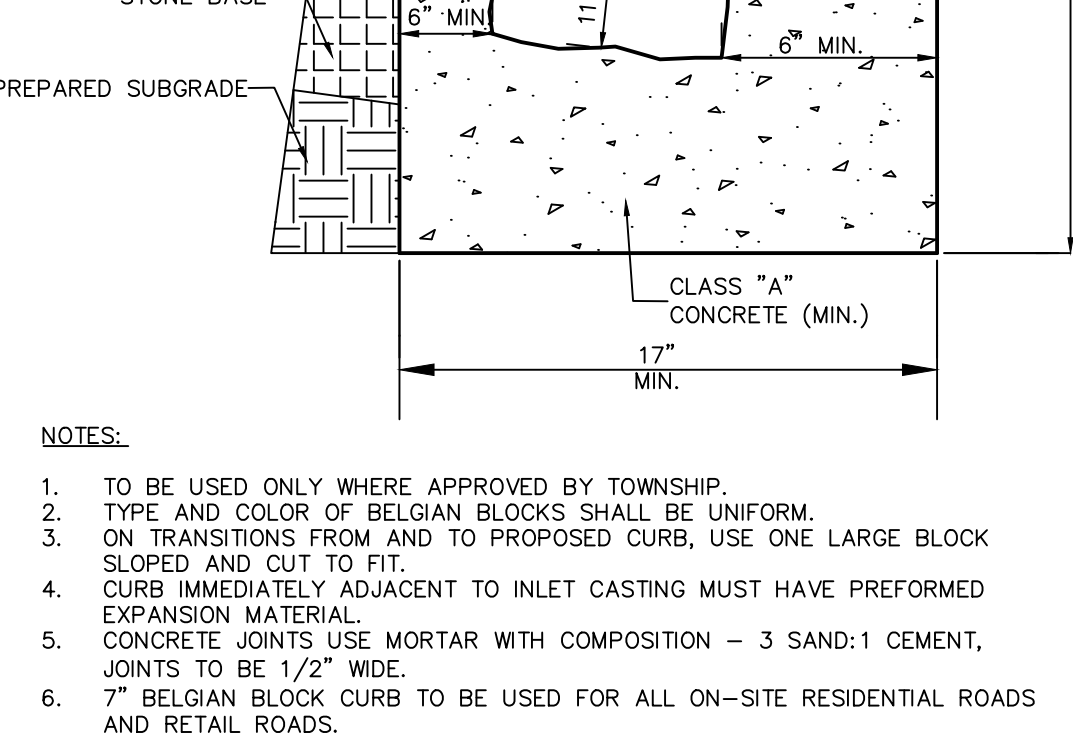 6” MIN.
11
6” MIN.
PREPARED SUBGRADE
CLASS ”A”
CONCRETE (MIN.)
17”
MIN.
NOTES:
1. TO BE USED ONLY WHERE APPROVED BY TOWNSHIP.
2. TYPE AND COLOR OF BELGIAN BLOCKS SHALL BE UNIFORM.
3. ON TRANSITIONS FROM AND TO PROPOSED CURB, USE ONE LARGE BLOCK
SLOPED AND CUT TO FIT.
4. CURB IMMEDIATELY ADJACENT TO INLET CASTING MUST HAVE PREFORMED
EXPANSION MATERIAL.
5. CONCRETE JOINTS USE MORTAR WITH COMPOSITION – 3 SAND:1 CEMENT,
JOINTS TO BE 1/2” WIDE.
6. 7” BELGIAN BLOCK CURB TO BE USED FOR ALL ON–SITE RESIDENTIAL ROADS
AND RETAIL ROADS.